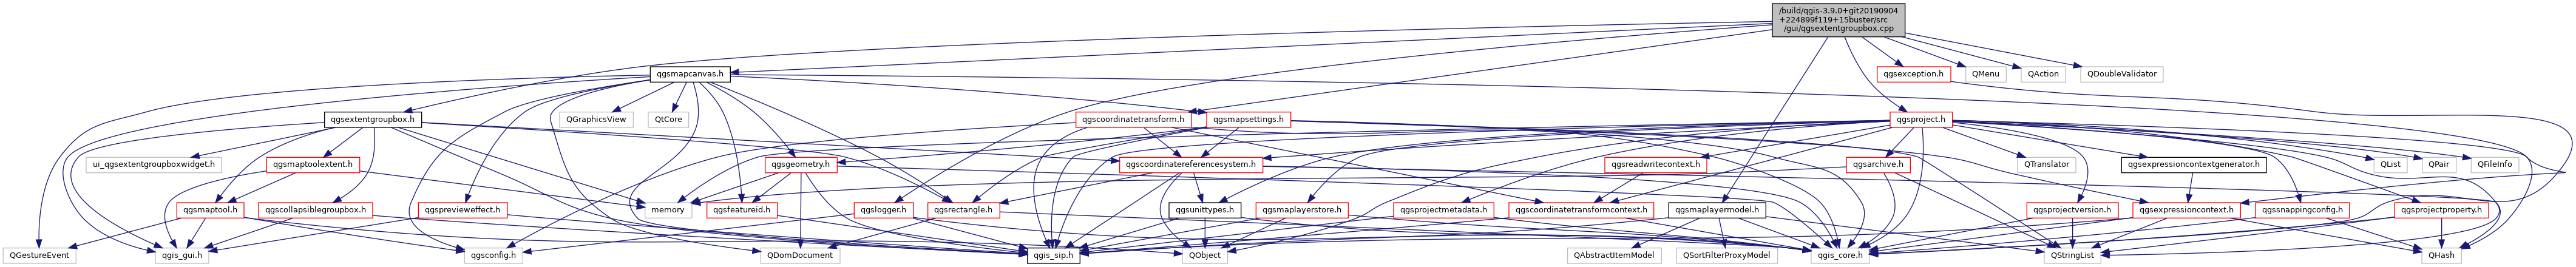 /build/qgis-3.9.0+git20190904
+224899f119+15buster/src
/gui/qgsextentgroupbox.cpp
qgsmapcanvas.h
qgsexception.h
QMenu
QAction
QDoubleValidator
qgsextentgroupbox.h
QGraphicsView
QtCore
qgscoordinatetransform.h
qgsmapsettings.h
qgsproject.h
ui_qgsextentgroupboxwidget.h
qgsmaptoolextent.h
qgsgeometry.h
qgscoordinatereferencesystem.h
qgsreadwritecontext.h
qgsarchive.h
QTranslator
qgsexpressioncontextgenerator.h
QList
QPair
QFileInfo
qgsmaptool.h
qgscollapsiblegroupbox.h
qgsprevieweffect.h
memory
qgsfeatureid.h
qgslogger.h
qgsrectangle.h
qgsunittypes.h
qgsmaplayerstore.h
qgsprojectmetadata.h
qgscoordinatetransformcontext.h
qgsmaplayermodel.h
qgsprojectversion.h
qgsexpressioncontext.h
qgssnappingconfig.h
qgsprojectproperty.h
QGestureEvent
qgis_gui.h
qgsconfig.h
QDomDocument
qgis_sip.h
QObject
QAbstractItemModel
QSortFilterProxyModel
qgis_core.h
QStringList
QHash